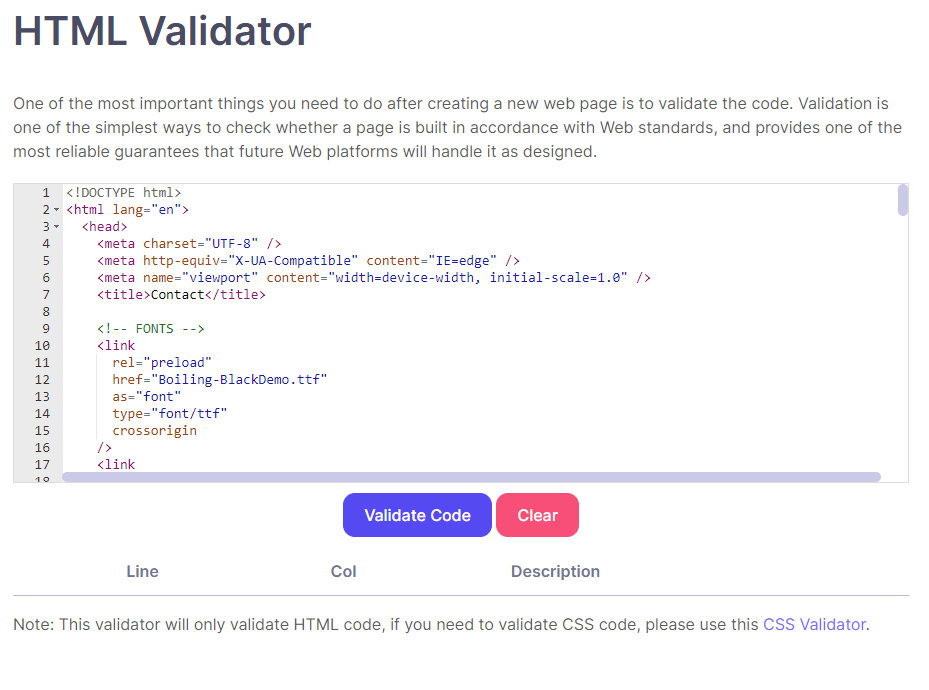 HTML Validator
One of the most important things you need to do after creating a new web page is to validate the code. Validation is
one of the simplest ways to check whether a page is built in accordance with Web standards, and provides one of the
most reliable guarantees that future Web platforms will handle it as designed.
1 <!DOCTYPE html>
2 <html lang="en">
3 <head>
4 <meta charset="UTF-8" />
5 <meta http-equiv="X-UA-Compatible" content="IE=edge" />
6 <meta name="viewport" content="width=device-width, initial-scale=1.0" />
7 <title>Contact</title>
8
9 <!-- FONTS -->
10 <link
11 rel="preload"
12 href="Boiling-BlackDemo.ttf"
13 as="font"
14 type="font/ttf"
15 crossorigin
16 />
17 <link
18
Validate Code Clear
Line Col Description
Note: This validator will only validate HTML code, if you need to validate CSS code, please use this CSS Validator.